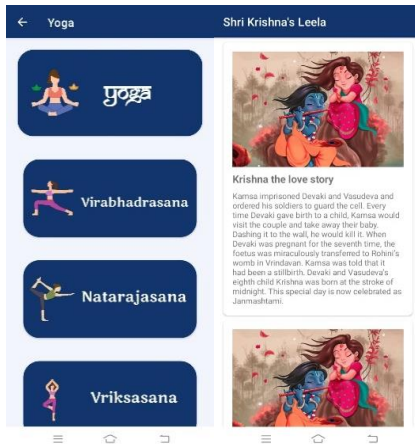 Yoga
yoga
Virabhadrasana
Natarajasana
Vriksasana
Shri Krishna's Leela
Krishna the love story
Kamsa imprisoned Devaki and Vasudeva and
ordered his soldiers to guard the cell. Every
time Devaki gave birth to a child, Kamsa would
visit the couple and take away their baby.
Dashing it to the wall, he would kill it. When
Devaki was pregnant for the seventh time, the
foetus was miraculously transferred to Rohini's
womb in Vrindavan. Kamsa was told that it
had been a stillbirth. Devaki and Vasudeva's
eighth child Krishna was born at the stroke of
midnight. This special day is now celebrated as
Janmashtami.